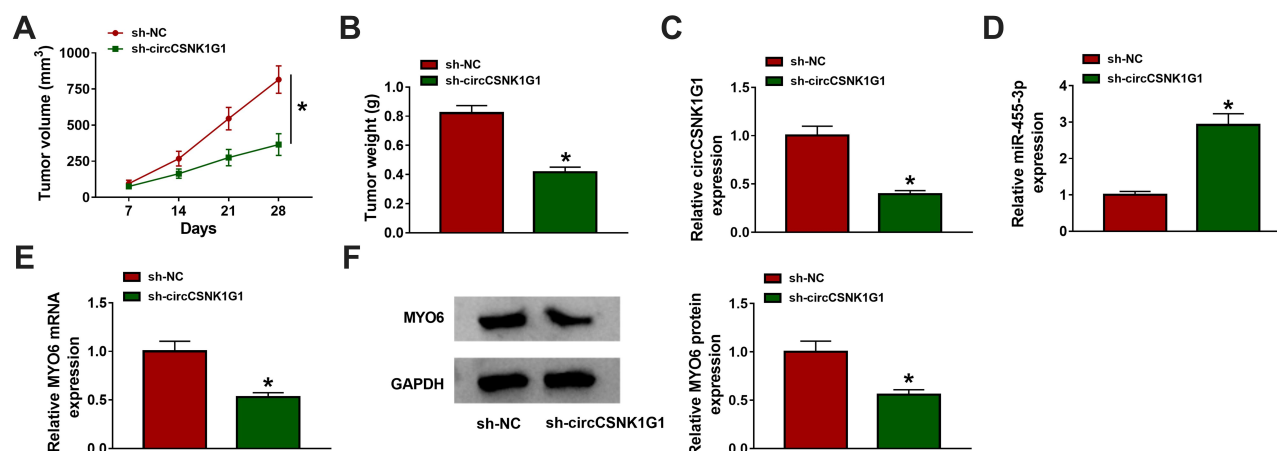 A
sh-NC
sh-circCSNK1G1
Tumor volume (mm³)
1000
750
500
250
0
7
14
21
28
Days
*
B
sh-NC
sh-circCSNK1G1
Tumor weight (g)
1.0
0.8
0.6
0.4
0.2
0.0
*
C
sh-NC
sh-circCSNK1G1
Relative circCSNK1G1
expression
1.5
1.0
0.5
0.0
*
D
sh-NC
sh-circCSNK1G1
Relative miR-455-3p
expression
4
3
2
1
0
*
E
sh-NC
sh-circCSNK1G1
Relative MYO6 mRNA
expression
1.5
1.0
0.5
0.0
*
F
MYO6
GAPDH
sh-NC
sh-circCSNK1G1
sh-NC
sh-circCSNK1G1
Relative MYO6 protein
expression
1.5
1.0
0.5
0.0
*